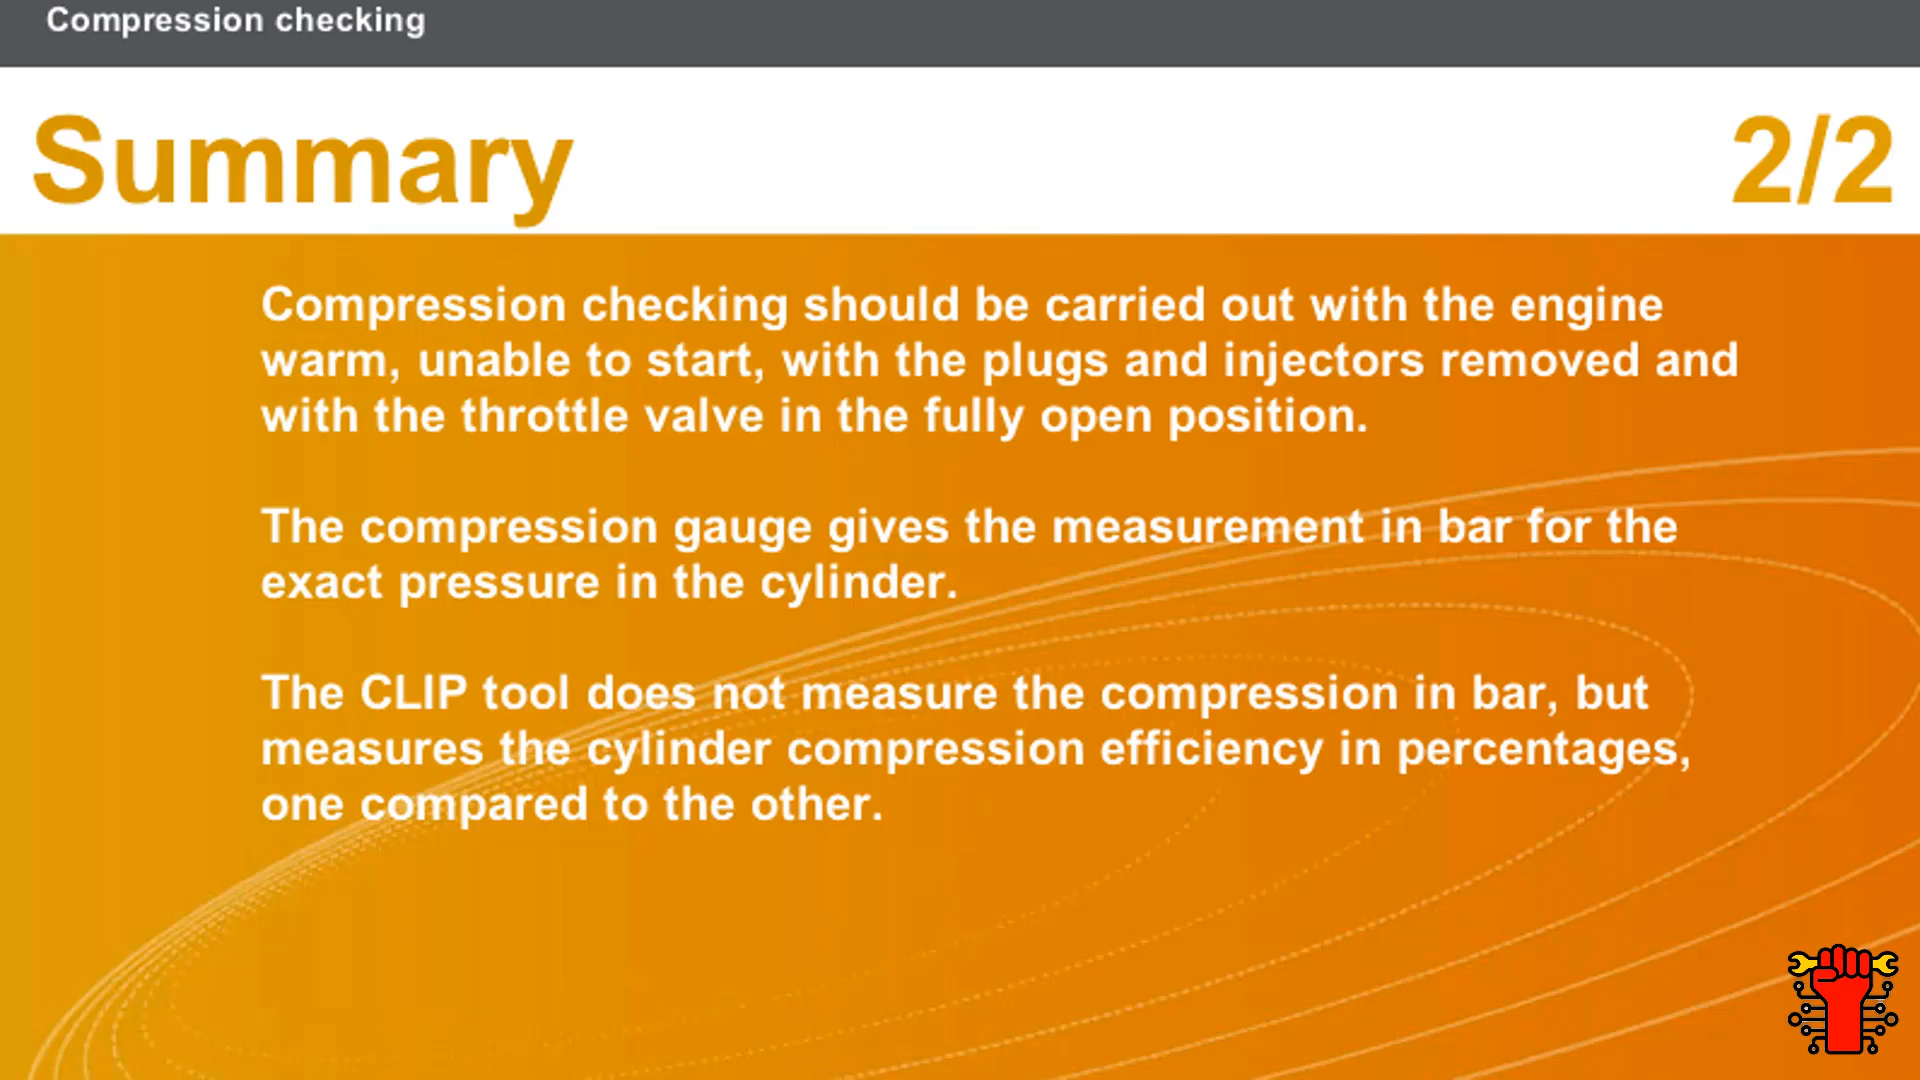 Compression checking
Summary
2/2
Compression checking should be carried out with the engine
warm, unable to start, with the plugs and injectors removed and
with the throttle valve in the fully open position.
The compression gauge gives the measurement in bar for the
exact pressure in the cylinder.
The CLIP tool does not measure the compression in bar, but
measures the cylinder compression efficiency in percentages,
one compared to the other.